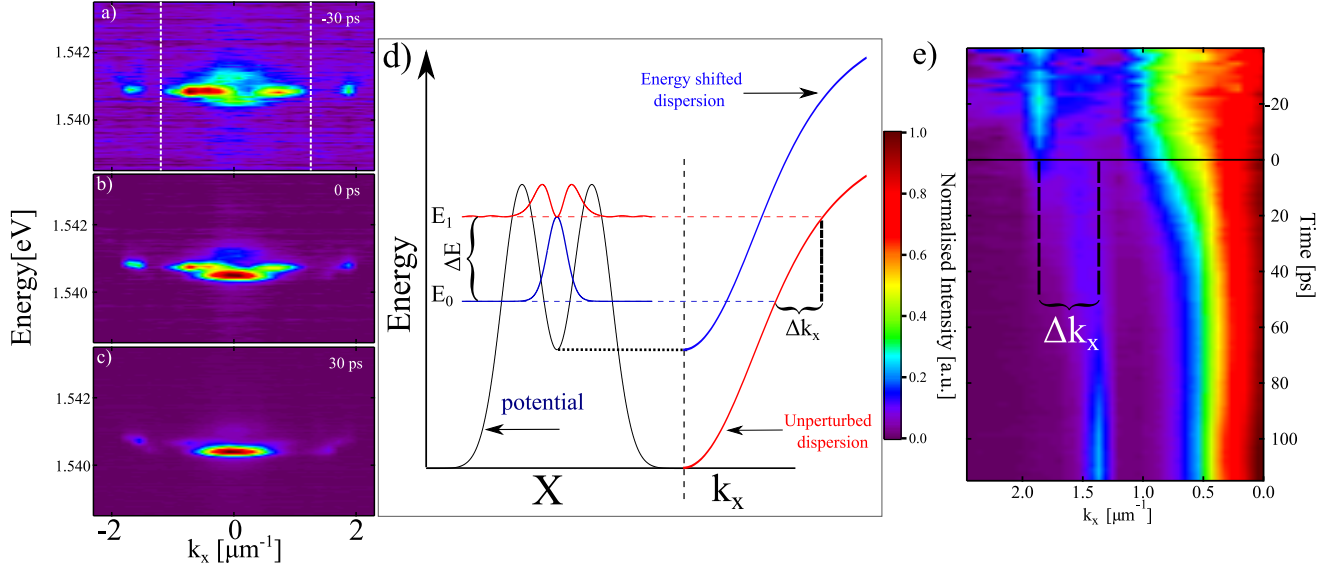 a)
-30 ps
1.542
1.540
b)
0 ps
1.542
1.540
c)
30 ps
1.542
1.540
Energy[eV]
-2 0 2
kₓ [μm⁻¹]
d)
Energy
E₁
ΔE
E₀
potential
X
kₓ
Energy shifted
dispersion
Δkₓ
Unperturbed
dispersion
1.0
0.8
0.6
0.4
0.2
0.0
Normalised Intensity [a.u.]
e)
Δkₓ
-20
0
20
40
60
80
100
Time [ps]
2.0 1.5 1.0 0.5 0.0
kₓ [μm⁻¹]